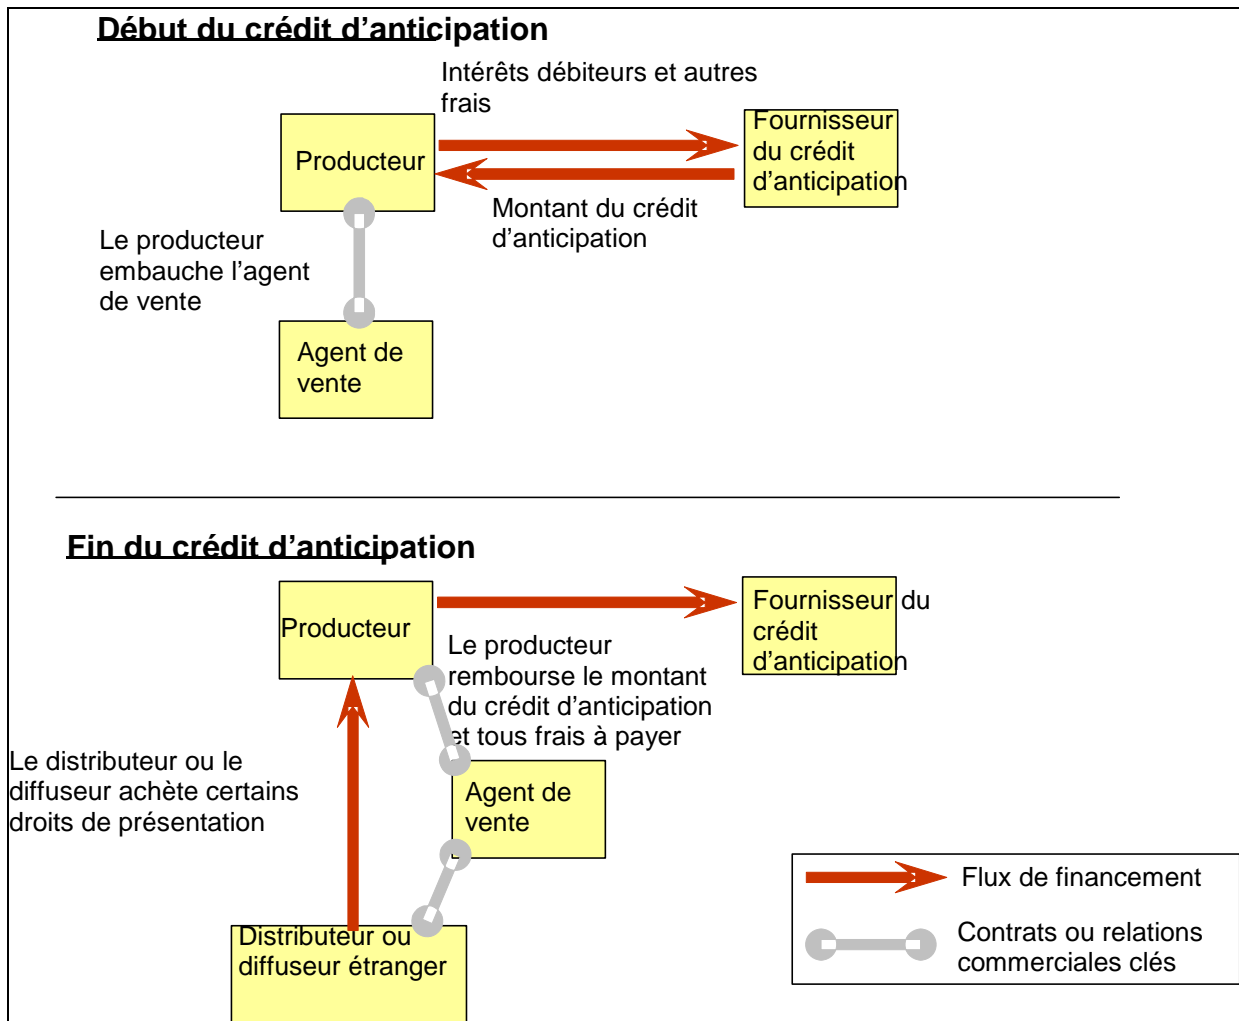 Début du crédit d’anticipation
Intérêts débiteurs et autres
frais
Producteur
Fournisseur
du crédit
d’anticipation
Montant du crédit
d’anticipation
Le producteur
embauche l’agent
de vente
Agent de
vente
Fin du crédit d’anticipation
Producteur
Fournisseur du
crédit
d’anticipation
Le producteur
rembourse le montant
du crédit d’anticipation
et tous frais à payer
Le distributeur ou le
diffuseur achète certains
droits de présentation
Agent de
vente
Distributeur ou
diffuseur étranger
Flux de financement
Contrats ou relations
commerciales clés